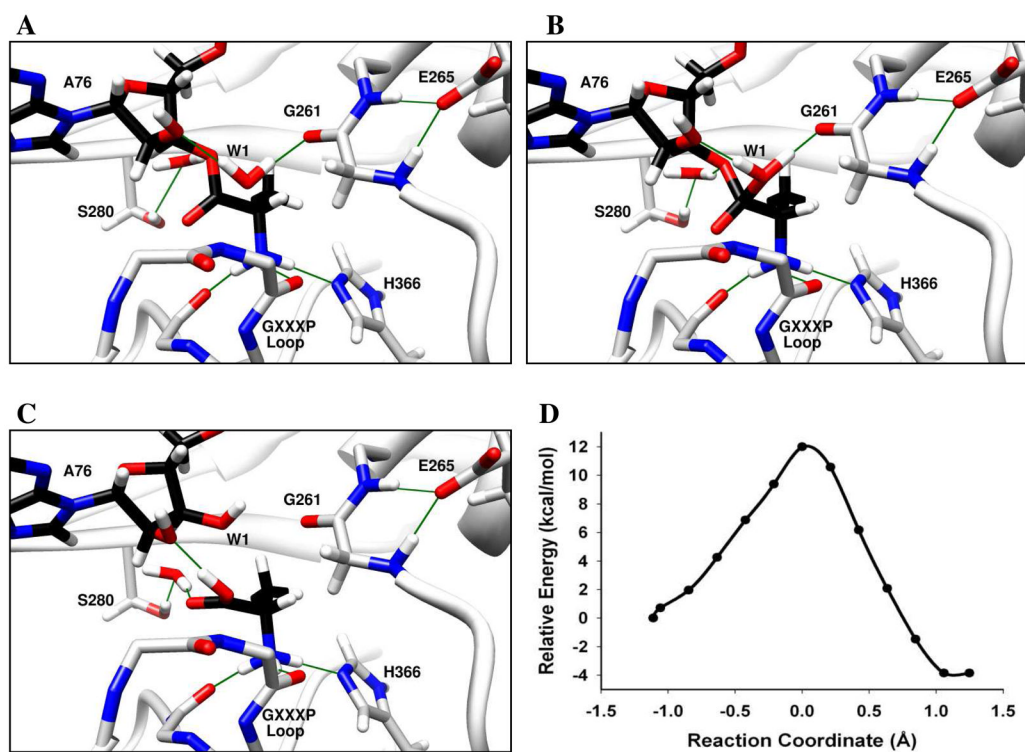 A
A76
E265
G261
W1
S280
H366
GXXXP
Loop
B
A76
E265
G261
W1
S280
H366
GXXXP
Loop
C
A76
E265
G261
W1
S280
H366
GXXXP
Loop
D
Relative Energy (kcal/mol)
12
10
8
6
4
2
0
-2
-4
-1.5 -1.0 -0.5 0.0 0.5 1.0 1.5
Reaction Coordinate (Å)